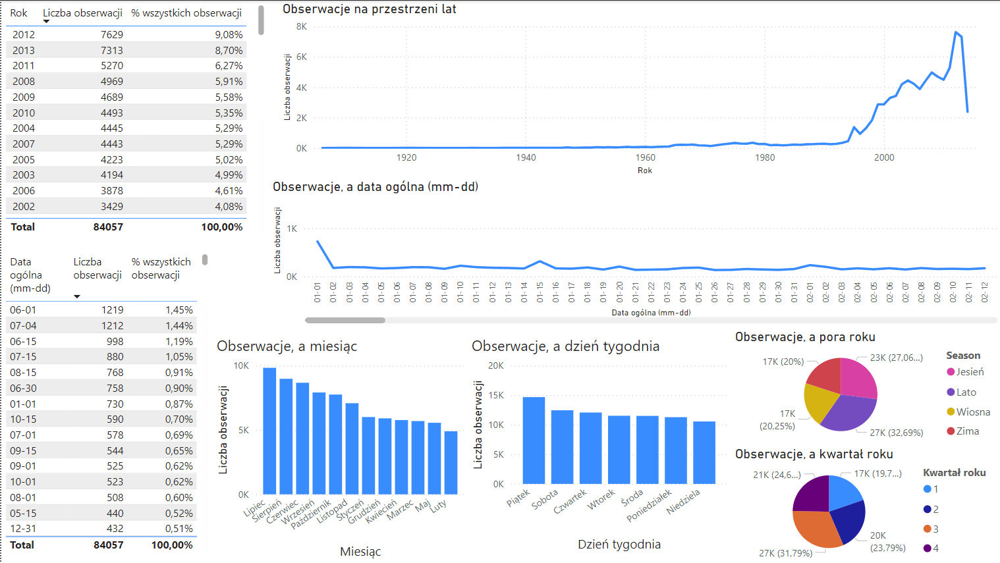 Rok Liczba obserwacji % wszystkich obserwacji
2012 7629 9,08%
2013 7313 8,70%
2011 5270 6,27%
2008 4969 5,91%
2009 4689 5,58%
2010 4493 5,35%
2004 4445 5,29%
2007 4443 5,29%
2005 4223 5,02%
2003 4194 4,99%
2006 3878 4,61%
2002 3429 4,08%
Total 84057 100,00%
Obserwacje na przestrzeni lat
Liczba obserwacji
8K
6K
4K
2K
0K
1920 1940 1960 1980 2000
Rok
Obserwacje, a data ogólna (mm-dd)
Liczba obserwacji
1K
0K
01-01 01-02 01-03 01-04 01-05 01-06 01-07 01-08 01-09 01-10 01-11 01-12 01-13 01-14 01-15 01-16 01-17 01-18 01-19 01-20 01-21 01-22 01-23 01-24 01-25 01-26 01-27 01-28 01-29 01-30 01-31 02-01 02-02 02-03 02-04 02-05 02-06 02-07 02-08 02-09 02-10 02-11 02-12
Data ogólna (mm-dd)
Data
ogólna
(mm-dd)
Liczba
obserwacji
% wszystkich
obserwacji
06-01 1219 1,45%
07-04 1212 1,44%
06-15 998 1,19%
07-15 880 1,05%
08-15 768 0,91%
06-30 758 0,90%
01-01 730 0,87%
10-15 590 0,70%
07-01 578 0,69%
09-15 544 0,65%
09-01 525 0,62%
10-01 523 0,62%
08-01 508 0,60%
05-15 440 0,52%
12-31 432 0,51%
Total 84057 100,00%
Obserwacje, a miesiąc
Liczba obserwacji
10K
5K
0K
Lipiec Sierpień Czerwiec Wrzesień Październik Listopad Styczeń Grudzień Kwiecień Marzec Maj Luty
Miesiąc
Obserwacje, a dzień tygodnia
Liczba obserwacji
20K
15K
10K
5K
0K
Piątek Sobota Czwartek Wtorek Środa Poniedziałek Niedziela
Dzień tygodnia
Obserwacje, a pora roku
17K (20%)
23K (27,06...)
17K
(20,25%)
27K (32,69%)
Season
Jesień
Lato
Wiosna
Zima
Obserwacje, a kwartał roku
21K (24,6...)
17K (19,7...)
20K
(23,79%)
27K (31,79%)
Kwartał roku
1
2
3
4